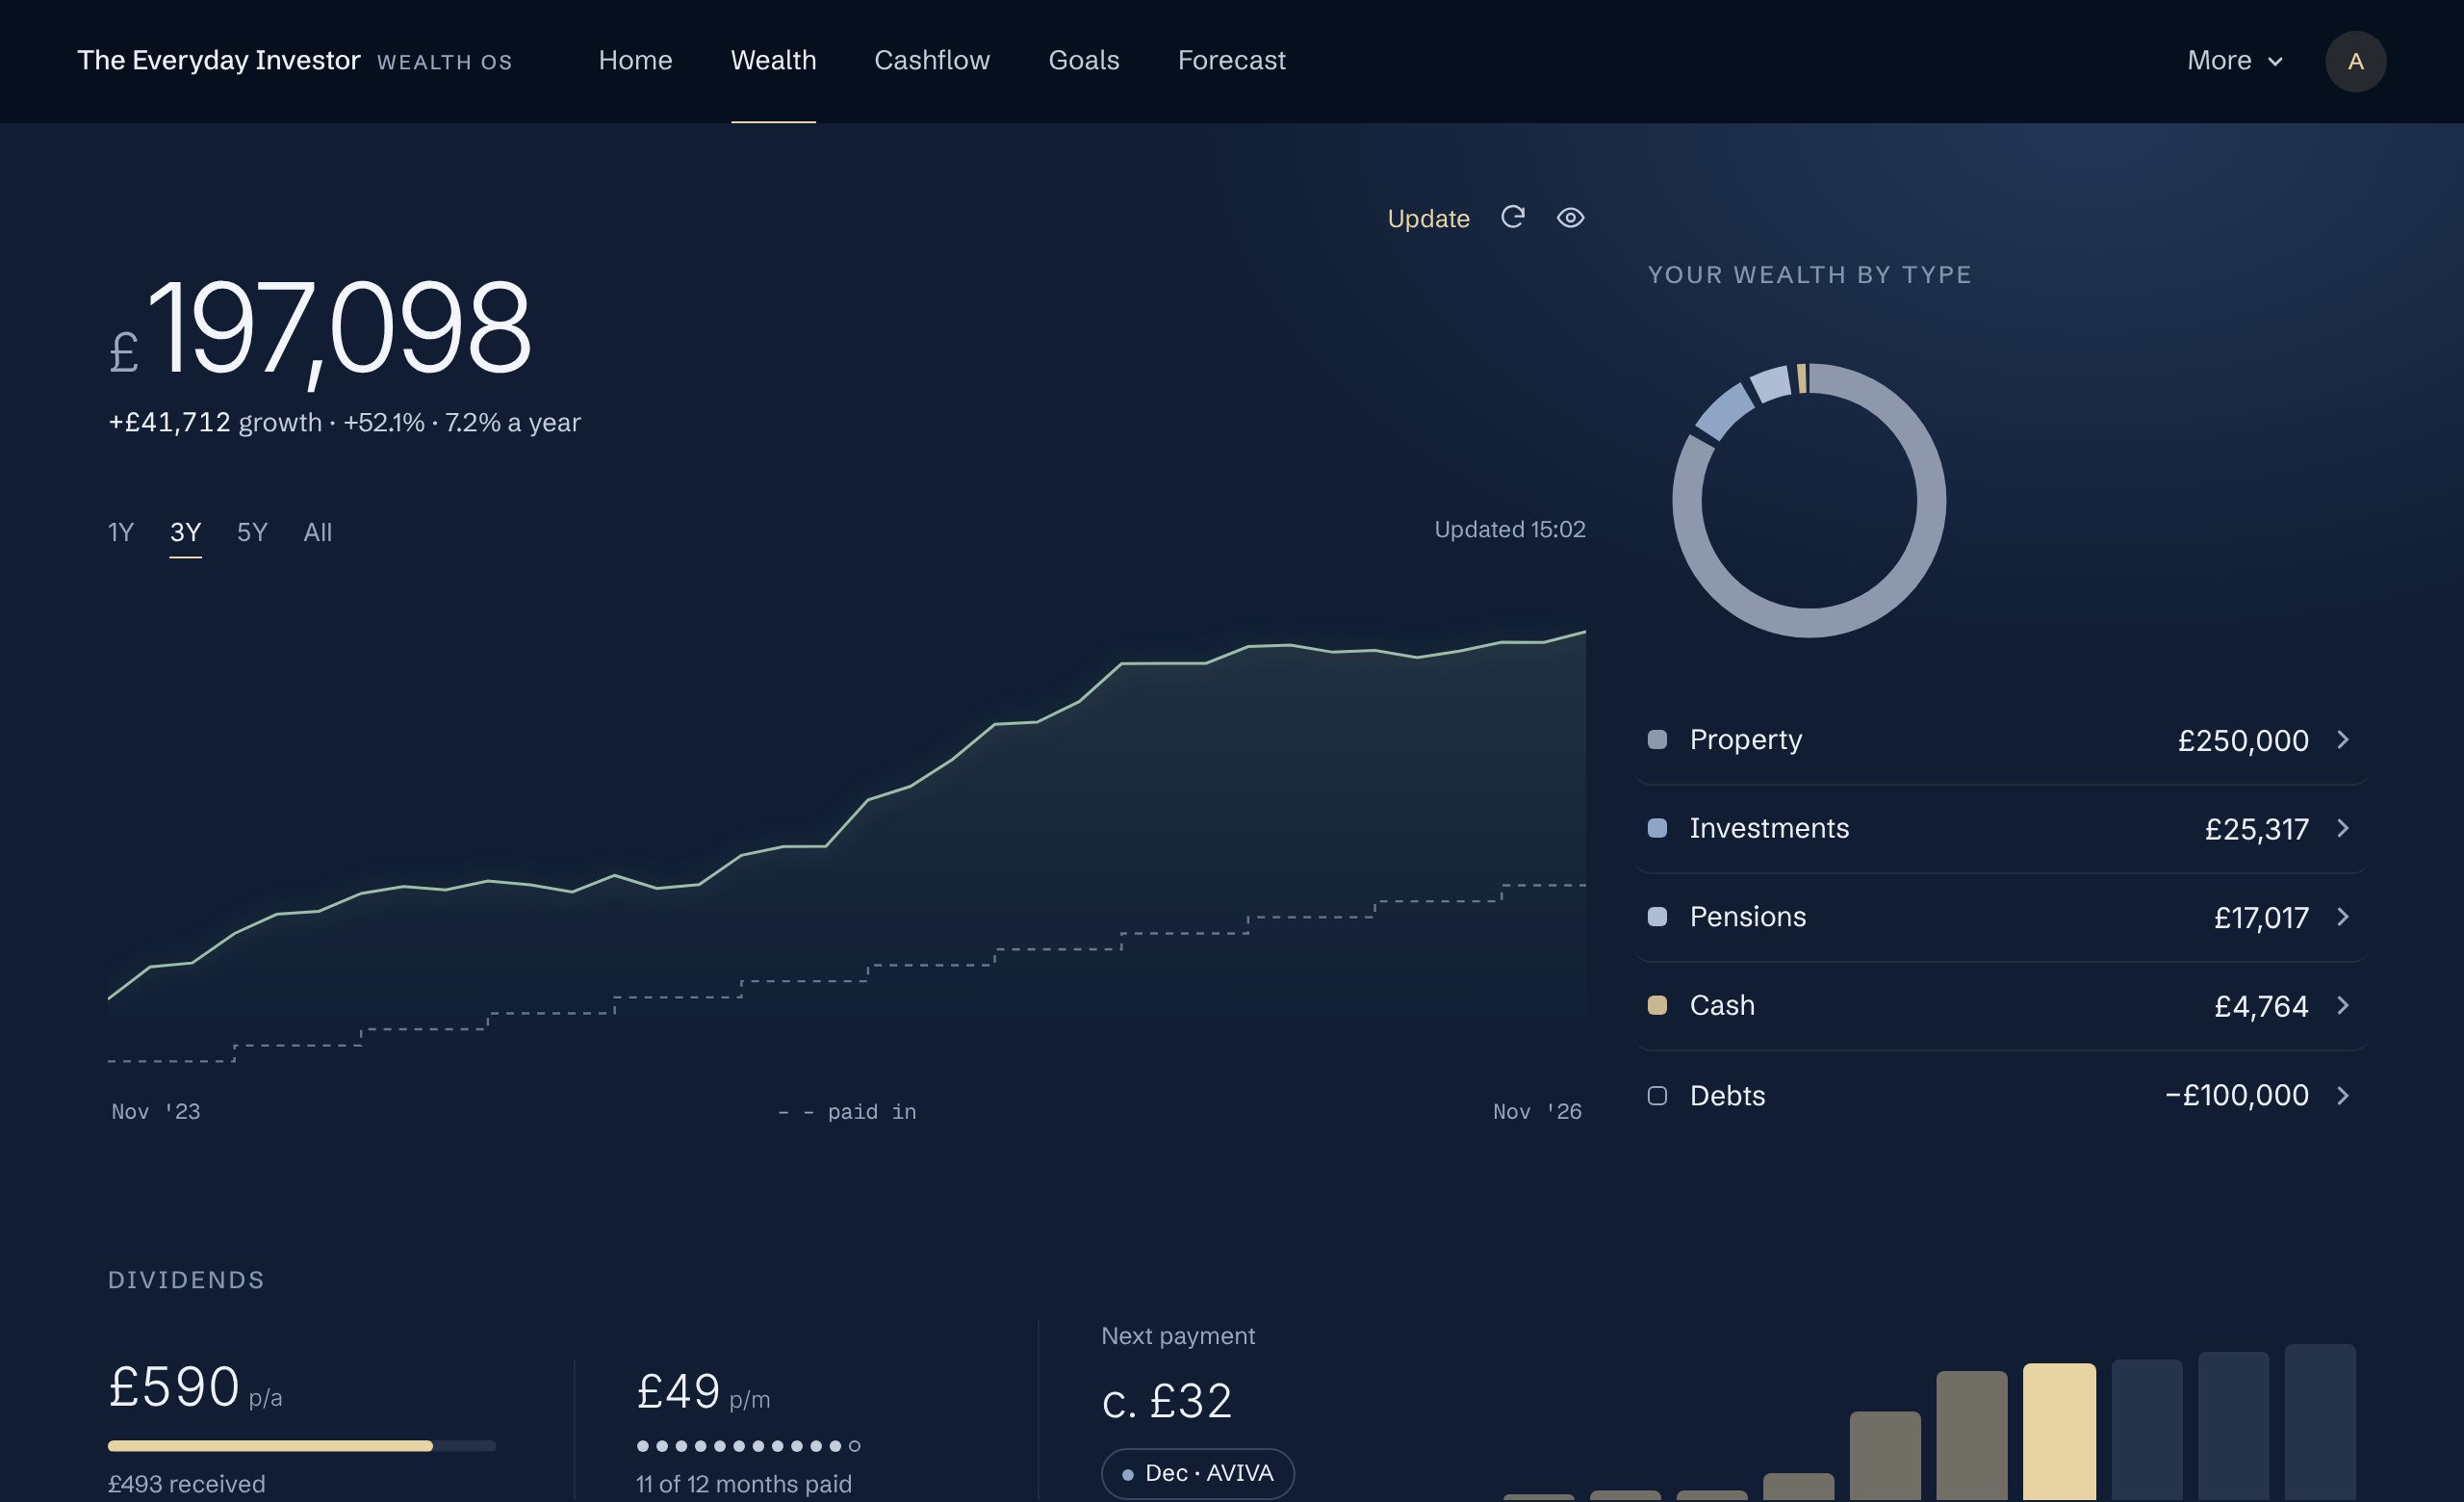 The Everyday Investor WEALTH OS Home Wealth Cashflow Goals Forecast More A
Update
£197,098
+£41,712 growth · +52.1% · 7.2% a year
1Y 3Y 5Y All
Updated 15:02
Nov '23 – – paid in Nov '26
YOUR WEALTH BY TYPE
Property £250,000
Investments £25,317
Pensions £17,017
Cash £4,764
Debts −£100,000
DIVIDENDS
£590 p/a
£493 received
£49 p/m
11 of 12 months paid
Next payment
c. £32
Dec · AVIVA